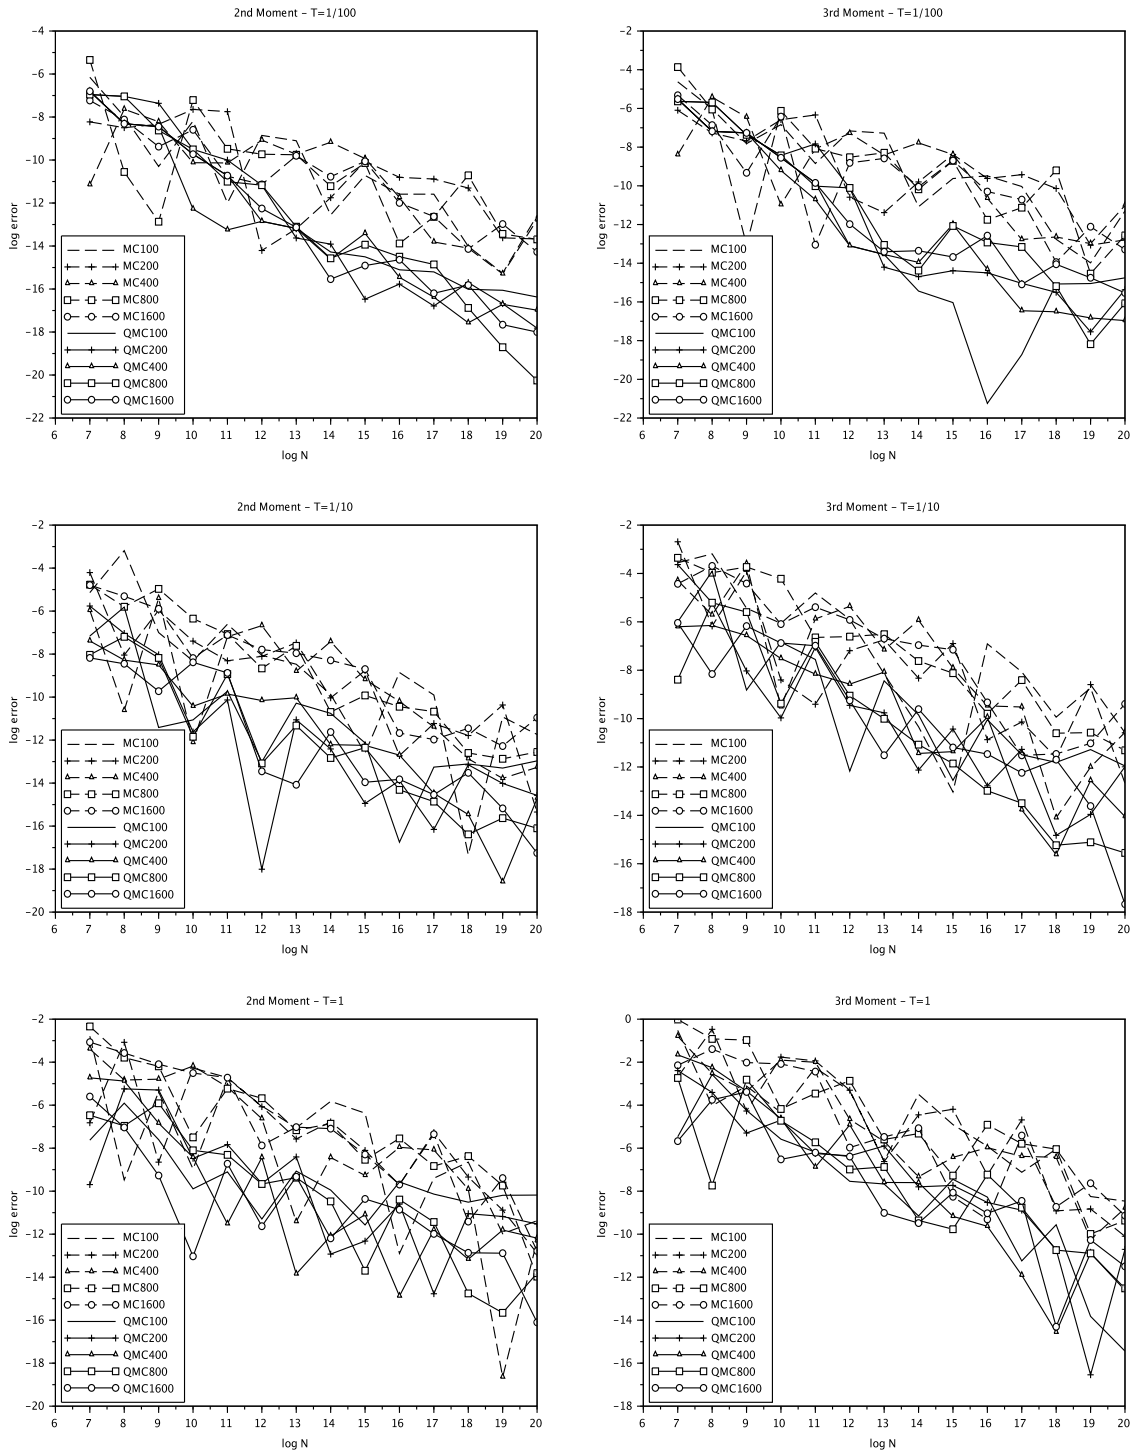 2nd Moment – T=1/100
−4
−6
−8
−10
−12
−14
−16
−18
−20
−22
log error
MC100
MC200
MC400
MC800
MC1600
QMC100
QMC200
QMC400
QMC800
QMC1600
6 7 8 9 10 11 12 13 14 15 16 17 18 19 20
log N
3rd Moment – T=1/100
−2
−4
−6
−8
−10
−12
−14
−16
−18
−20
−22
log error
MC100
MC200
MC400
MC800
MC1600
QMC100
QMC200
QMC400
QMC800
QMC1600
6 7 8 9 10 11 12 13 14 15 16 17 18 19 20
log N
2nd Moment – T=1/10
−2
−4
−6
−8
−10
−12
−14
−16
−18
−20
log error
MC100
MC200
MC400
MC800
MC1600
QMC100
QMC200
QMC400
QMC800
QMC1600
6 7 8 9 10 11 12 13 14 15 16 17 18 19 20
log N
3rd Moment – T=1/10
−2
−4
−6
−8
−10
−12
−14
−16
−18
log error
MC100
MC200
MC400
MC800
MC1600
QMC100
QMC200
QMC400
QMC800
QMC1600
6 7 8 9 10 11 12 13 14 15 16 17 18 19 20
log N
2nd Moment – T=1
−2
−4
−6
−8
−10
−12
−14
−16
−18
−20
log error
MC100
MC200
MC400
MC800
MC1600
QMC100
QMC200
QMC400
QMC800
QMC1600
6 7 8 9 10 11 12 13 14 15 16 17 18 19 20
log N
3rd Moment – T=1
0
−2
−4
−6
−8
−10
−12
−14
−16
−18
log error
MC100
MC200
MC400
MC800
MC1600
QMC100
QMC200
QMC400
QMC800
QMC1600
6 7 8 9 10 11 12 13 14 15 16 17 18 19 20
log N